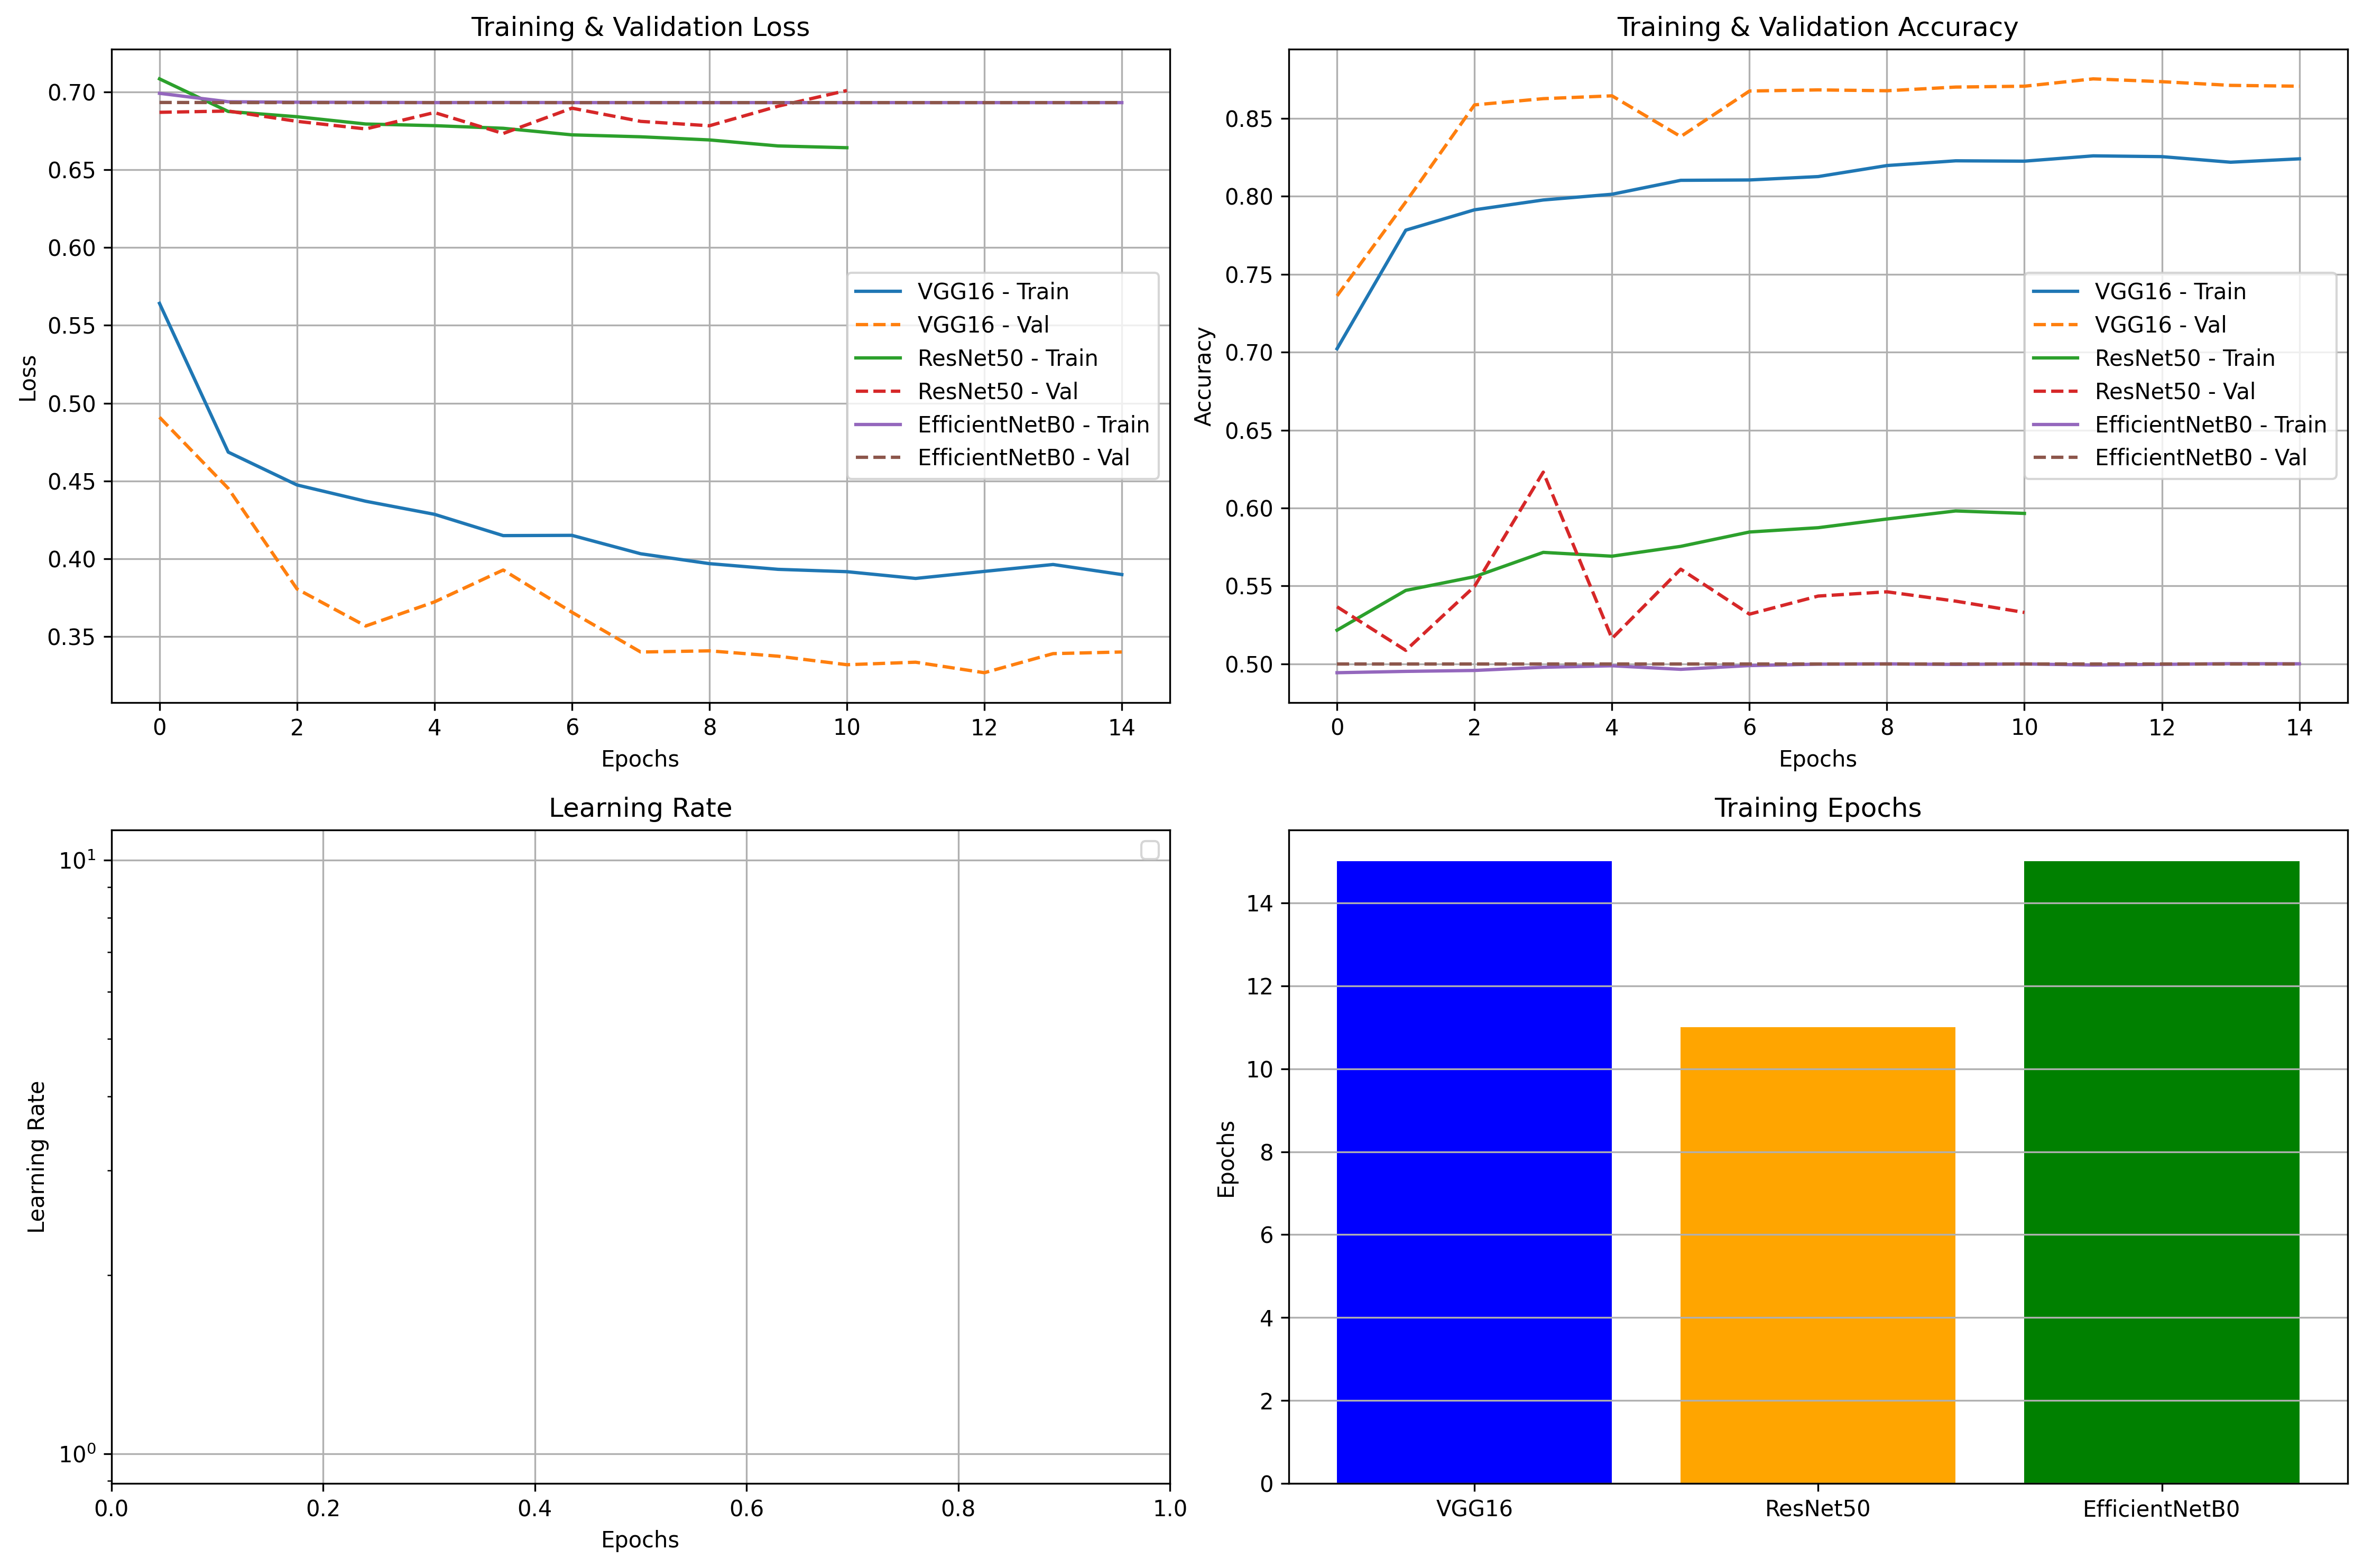 Training & Validation Loss
Loss
0.70
0.65
0.60
0.55
0.50
0.45
0.40
0.35
VGG16 - Train
VGG16 - Val
ResNet50 - Train
ResNet50 - Val
EfficientNetB0 - Train
EfficientNetB0 - Val
0 2 4 6 8 10 12 14
Epochs
Training & Validation Accuracy
Accuracy
0.85
0.80
0.75
0.70
0.65
0.60
0.55
0.50
VGG16 - Train
VGG16 - Val
ResNet50 - Train
ResNet50 - Val
EfficientNetB0 - Train
EfficientNetB0 - Val
0 2 4 6 8 10 12 14
Epochs
Learning Rate
Learning Rate
10¹
10⁰
0.0 0.2 0.4 0.6 0.8 1.0
Epochs
Training Epochs
Epochs
14
12
10
8
6
4
2
0
VGG16 ResNet50 EfficientNetB0